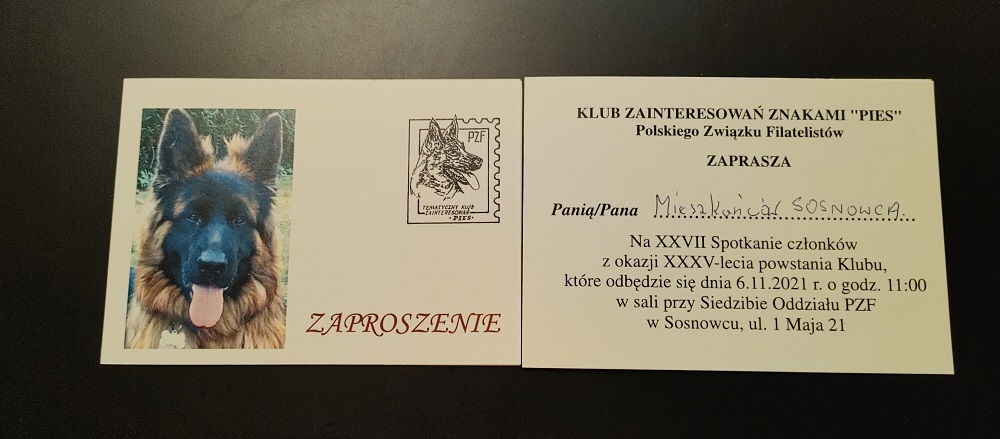 PZF
TEMATYCZNY KLUB
ZAINTERESOWAŃ
·PIES·
ZAPROSZENIE
KLUB ZAINTERESOWAŃ ZNAKAMI "PIES"
Polskiego Związku Filatelistów
ZAPRASZA
Panią/Pana Mieszkańców SOSNOWCA
Na XXVII Spotkanie członków
z okazji XXXV-lecia powstania Klubu,
które odbędzie się dnia 6.11.2021 r. o godz. 11:00
w sali przy Siedzibie Oddziału PZF
w Sosnowcu, ul. 1 Maja 21